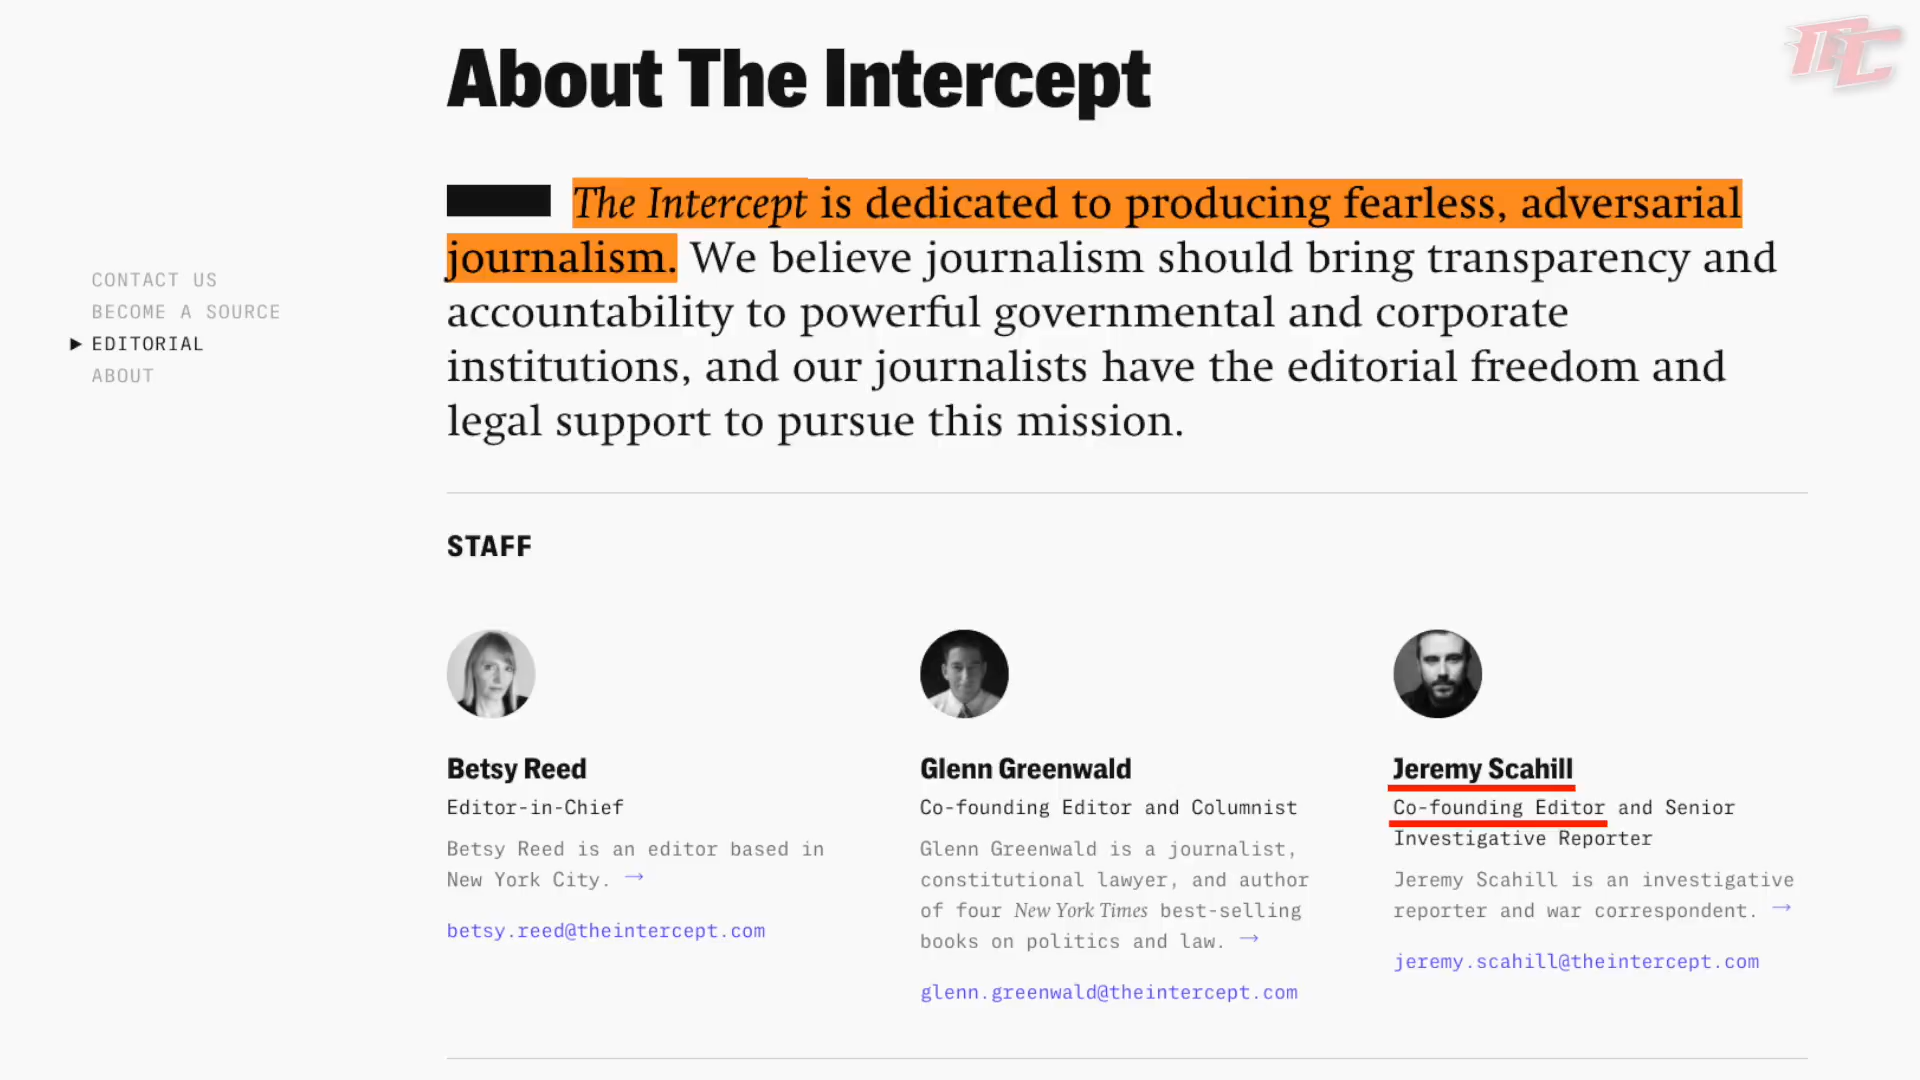 About The Intercept
The Intercept is dedicated to producing fearless, adversarial
journalism. We believe journalism should bring transparency and
accountability to powerful governmental and corporate
institutions, and our journalists have the editorial freedom and
legal support to pursue this mission.
CONTACT US
BECOME A SOURCE
EDITORIAL
ABOUT
STAFF
Betsy Reed
Editor-in-Chief
Betsy Reed is an editor based in
New York City. →
betsy.reed@theintercept.com
Glenn Greenwald
Co-founding Editor and Columnist
Glenn Greenwald is a journalist,
constitutional lawyer, and author
of four New York Times best-selling
books on politics and law. →
glenn.greenwald@theintercept.com
Jeremy Scahill
Co-founding Editor and Senior
Investigative Reporter
Jeremy Scahill is an investigative
reporter and war correspondent. →
jeremy.scahill@theintercept.com